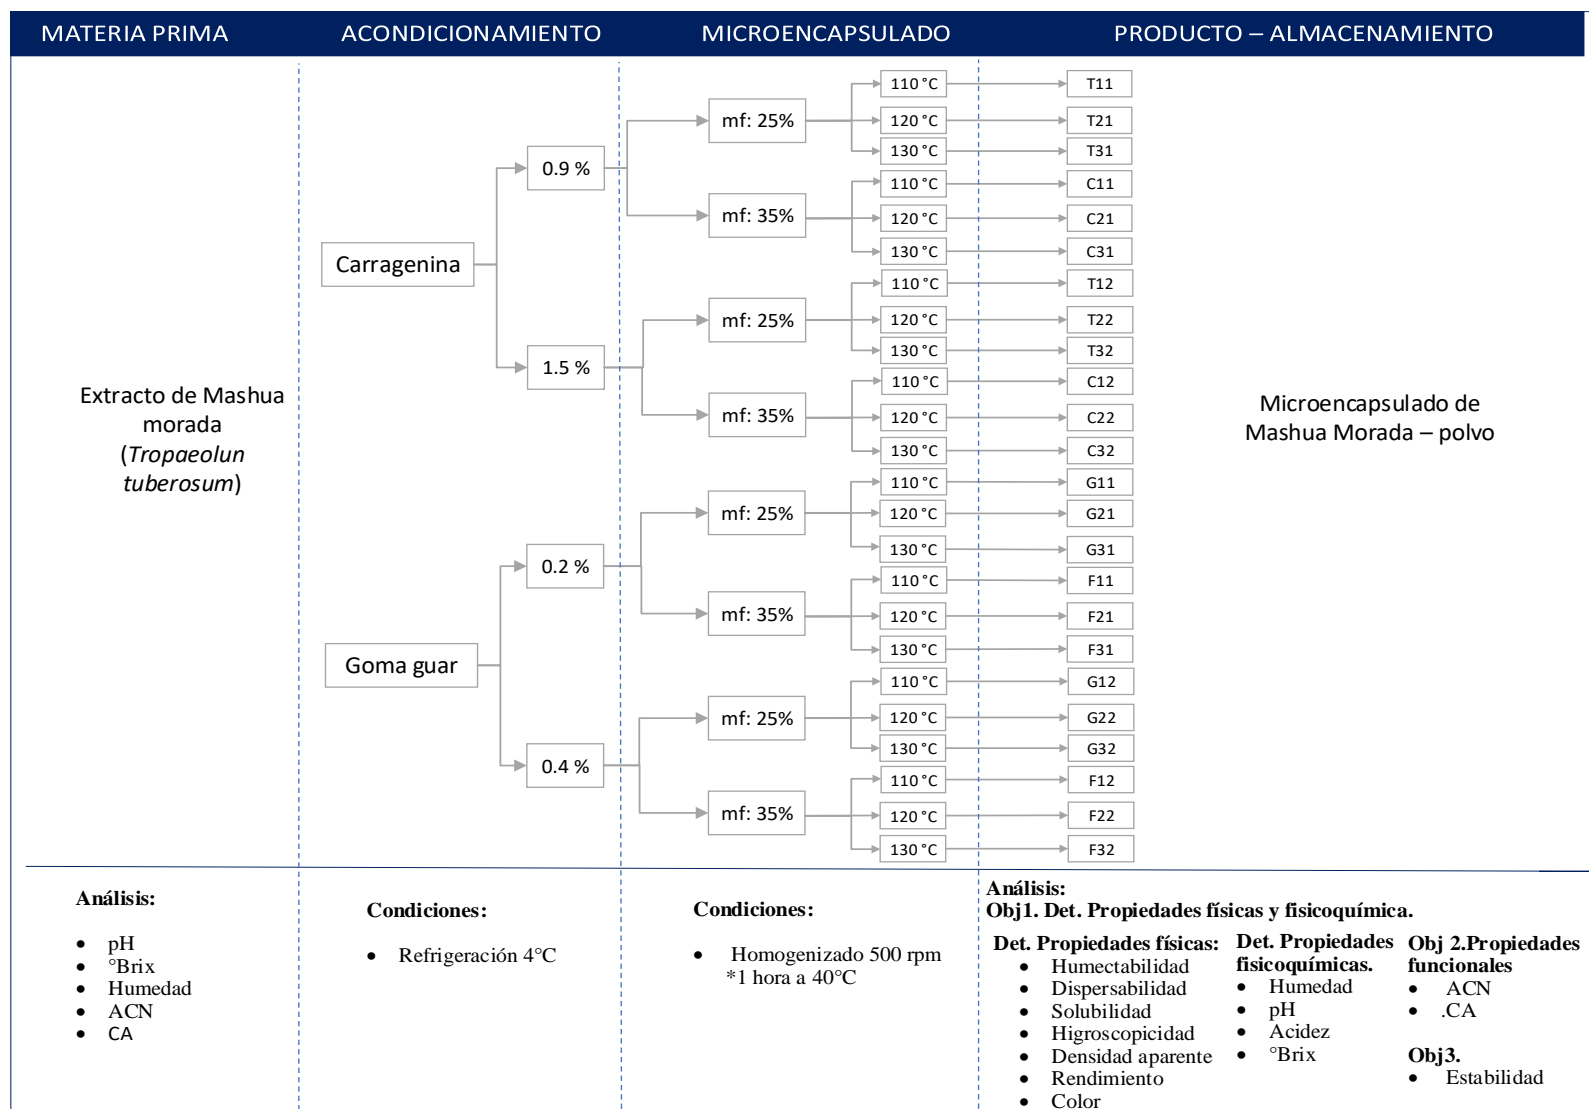 MATERIA PRIMA
ACONDICIONAMIENTO
MICROENCAPSULADO
PRODUCTO – ALMACENAMIENTO
Extracto de Mashua
morada
(Tropaeolun
tuberosum)
Carragenina
0.9 %
1.5 %
Goma guar
0.2 %
0.4 %
mf: 25%
110 °C
T11
120 °C
T21
130 °C
T31
mf: 35%
110 °C
C11
120 °C
C21
130 °C
C31
mf: 25%
110 °C
T12
120 °C
T22
130 °C
T32
mf: 35%
110 °C
C12
120 °C
C22
130 °C
C32
mf: 25%
110 °C
G11
120 °C
G21
130 °C
G31
mf: 35%
110 °C
F11
120 °C
F21
130 °C
F31
mf: 25%
110 °C
G12
120 °C
G22
130 °C
G32
mf: 35%
110 °C
F12
120 °C
F22
130 °C
F32
Microencapsulado de
Mashua Morada – polvo
Análisis:
• pH
• °Brix
• Humedad
• ACN
• CA
Condiciones:
• Refrigeración 4°C
Condiciones:
• Homogenizado 500 rpm
*1 hora a 40°C
Análisis:
Obj1. Det. Propiedades físicas y fisicoquímica.
Det. Propiedades físicas:
• Humectabilidad
• Dispersabilidad
• Solubilidad
• Higroscopicidad
• Densidad aparente
• Rendimiento
• Color
Det. Propiedades
fisicoquímicas.
• Humedad
• pH
• Acidez
• °Brix
Obj 2.Propiedades
funcionales
• ACN
• .CA
Obj3.
• Estabilidad